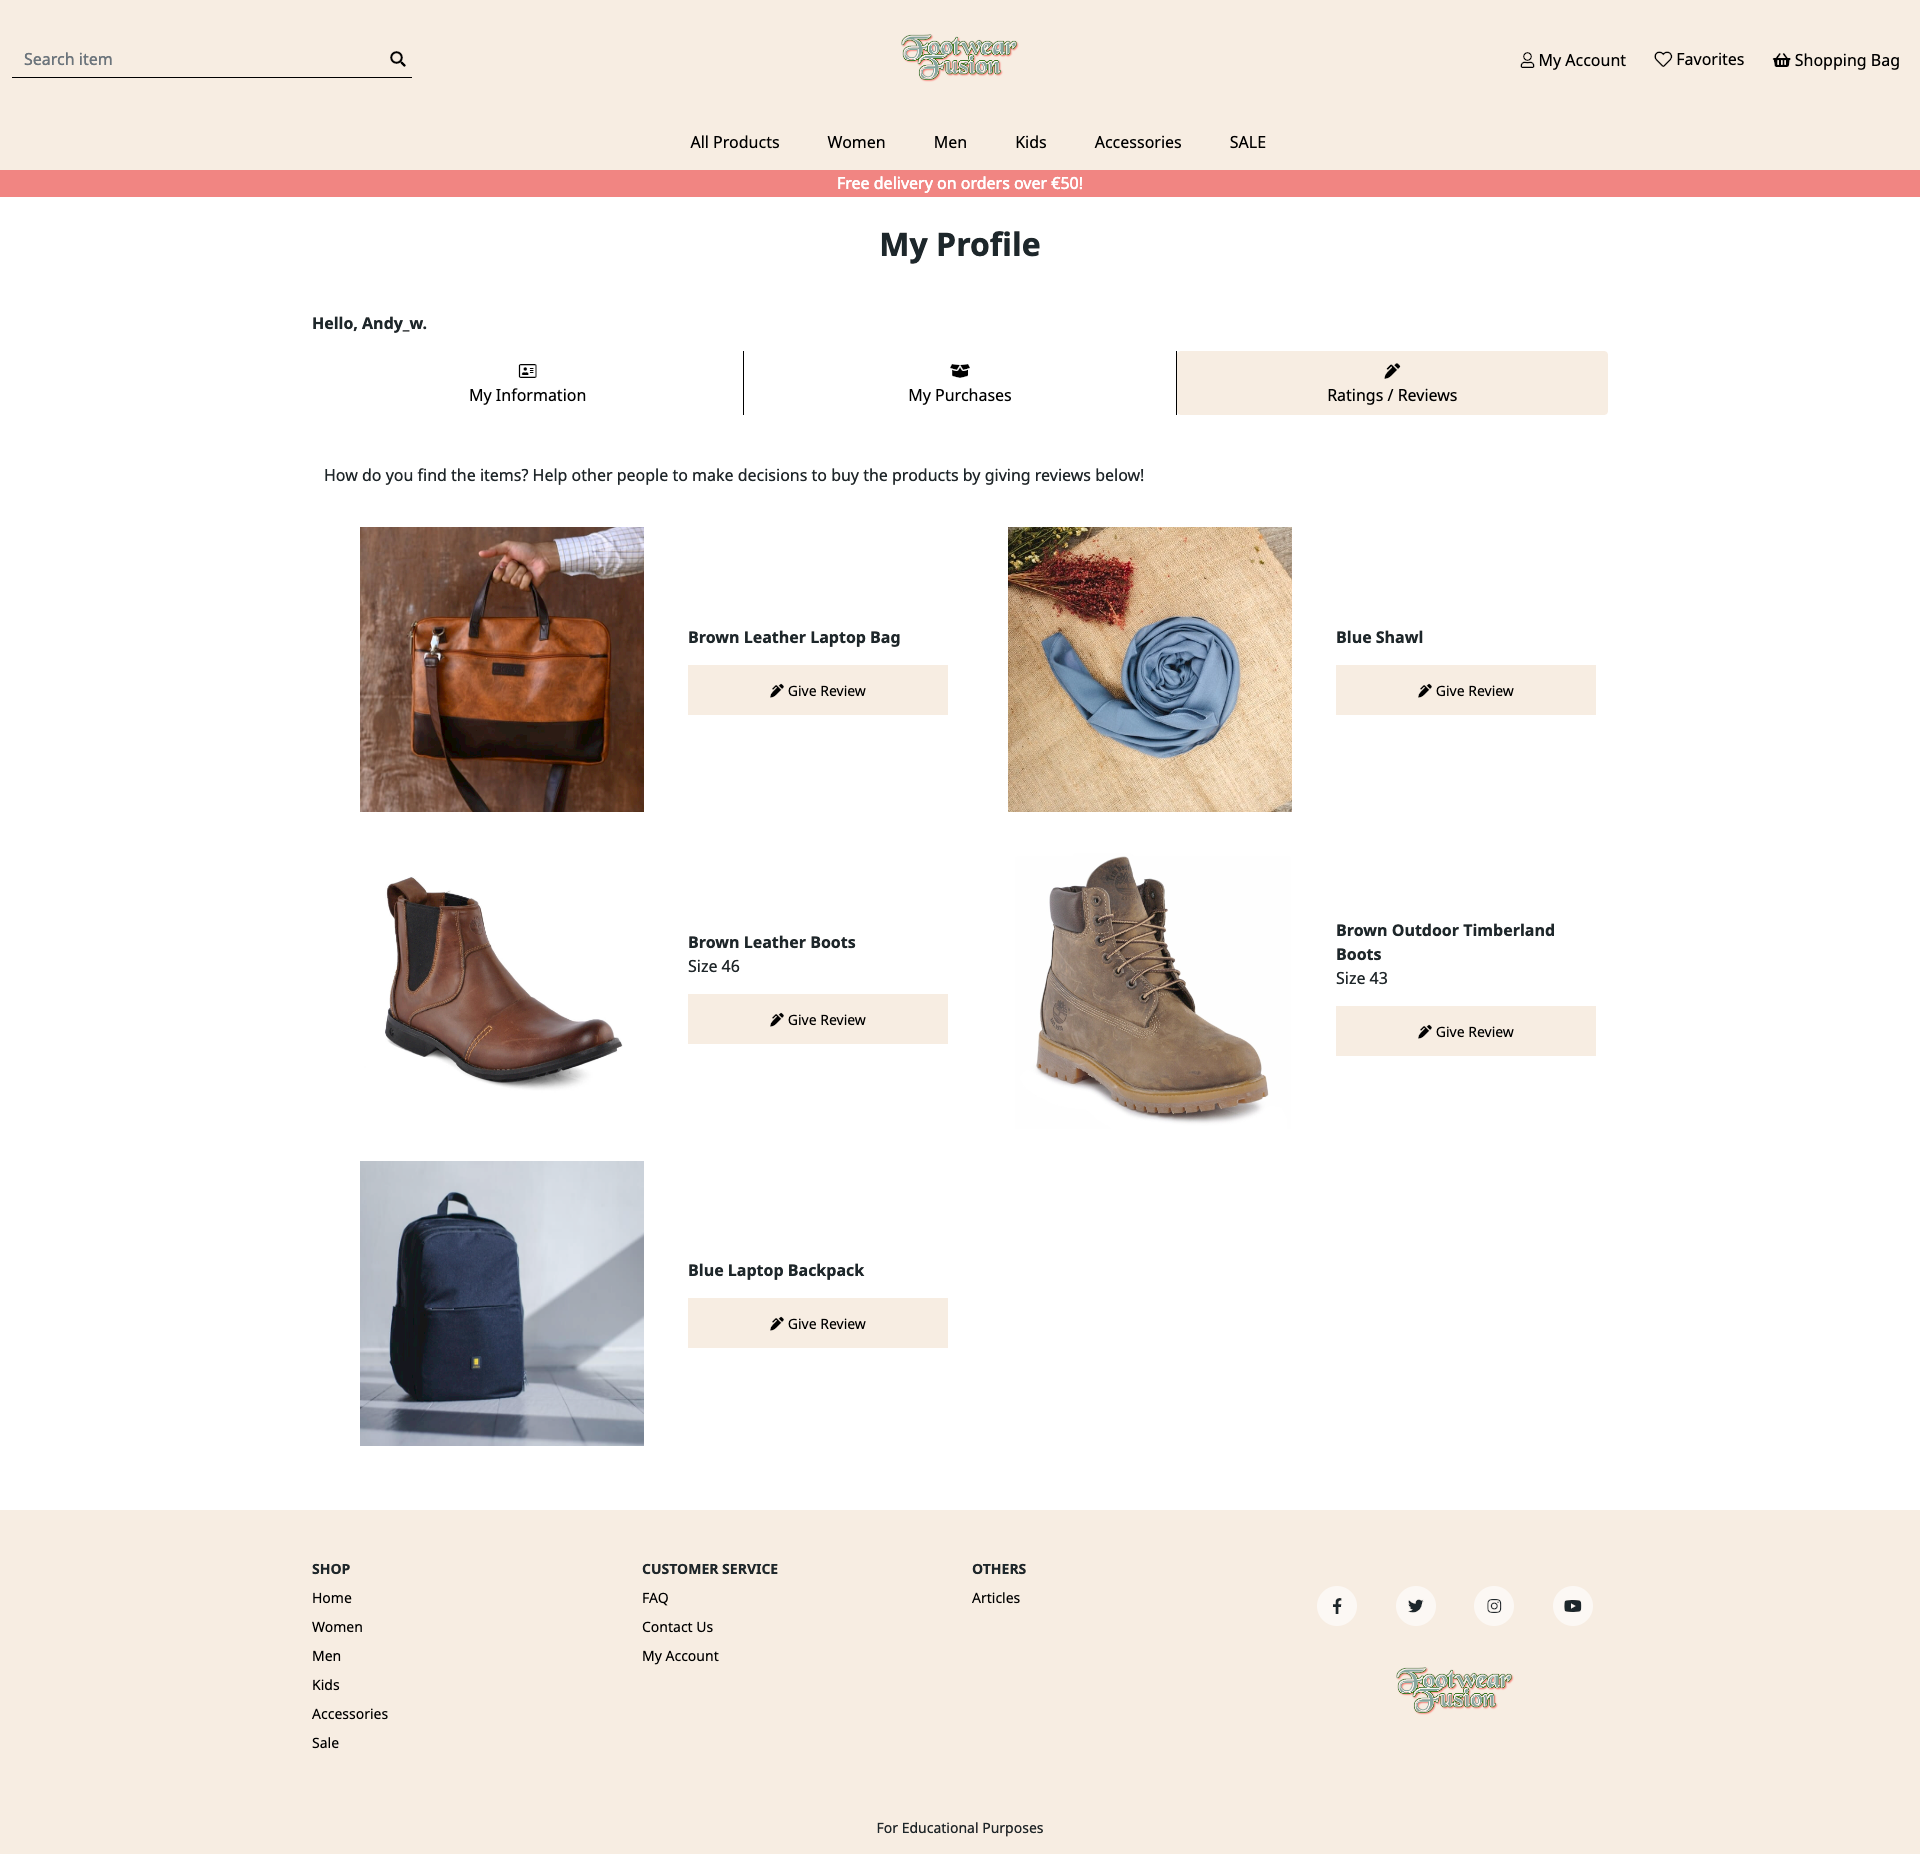 Search item
Footwear
Fusion
My Account
Favorites
Shopping Bag
All Products
Women
Men
Kids
Accessories
SALE
Free delivery on orders over €50!
My Profile
Hello, Andy_w.
My Information
My Purchases
Ratings / Reviews
How do you find the items? Help other people to make decisions to buy the products by giving reviews below!
Brown Leather Laptop Bag
Give Review
Blue Shawl
Give Review
Brown Leather Boots
Size 46
Give Review
Brown Outdoor Timberland
Boots
Size 43
Give Review
Blue Laptop Backpack
Give Review
SHOP
Home
Women
Men
Kids
Accessories
Sale
CUSTOMER SERVICE
FAQ
Contact Us
My Account
OTHERS
Articles
Footwear
Fusion
For Educational Purposes